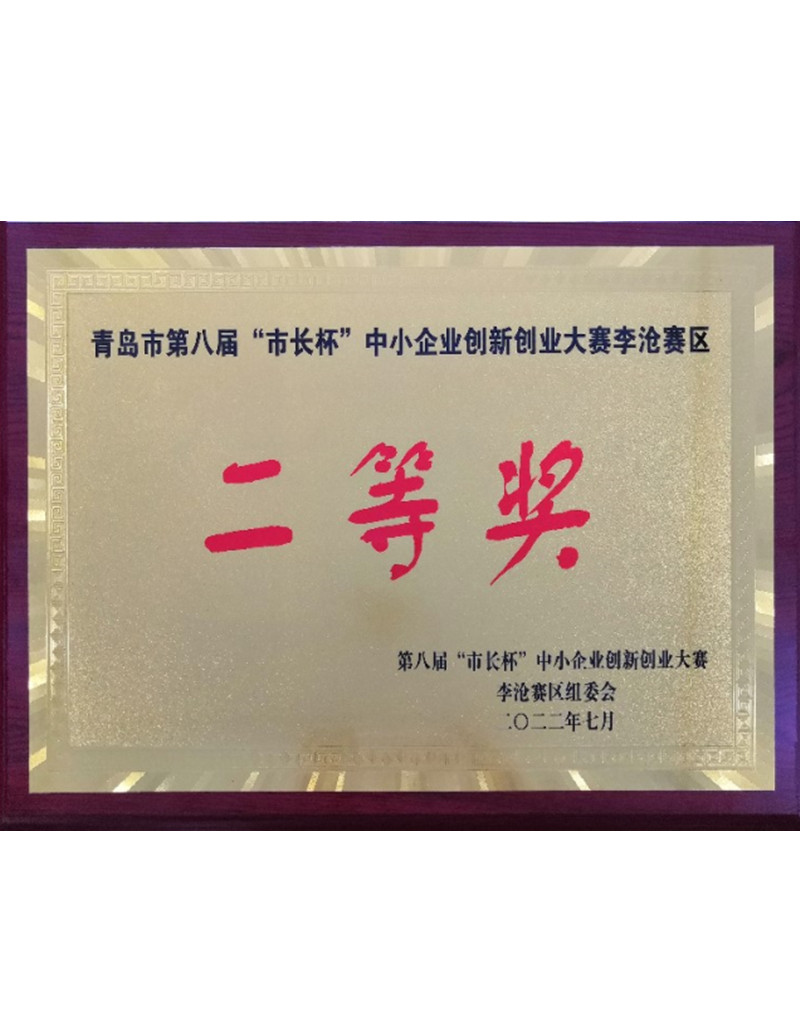 青岛市第八届“市长杯”中小企业创新创业大赛李沧赛区
二等奖
第八届“市长杯”中小企业创新创业大赛
李沧赛区组委会
二〇二二年七月